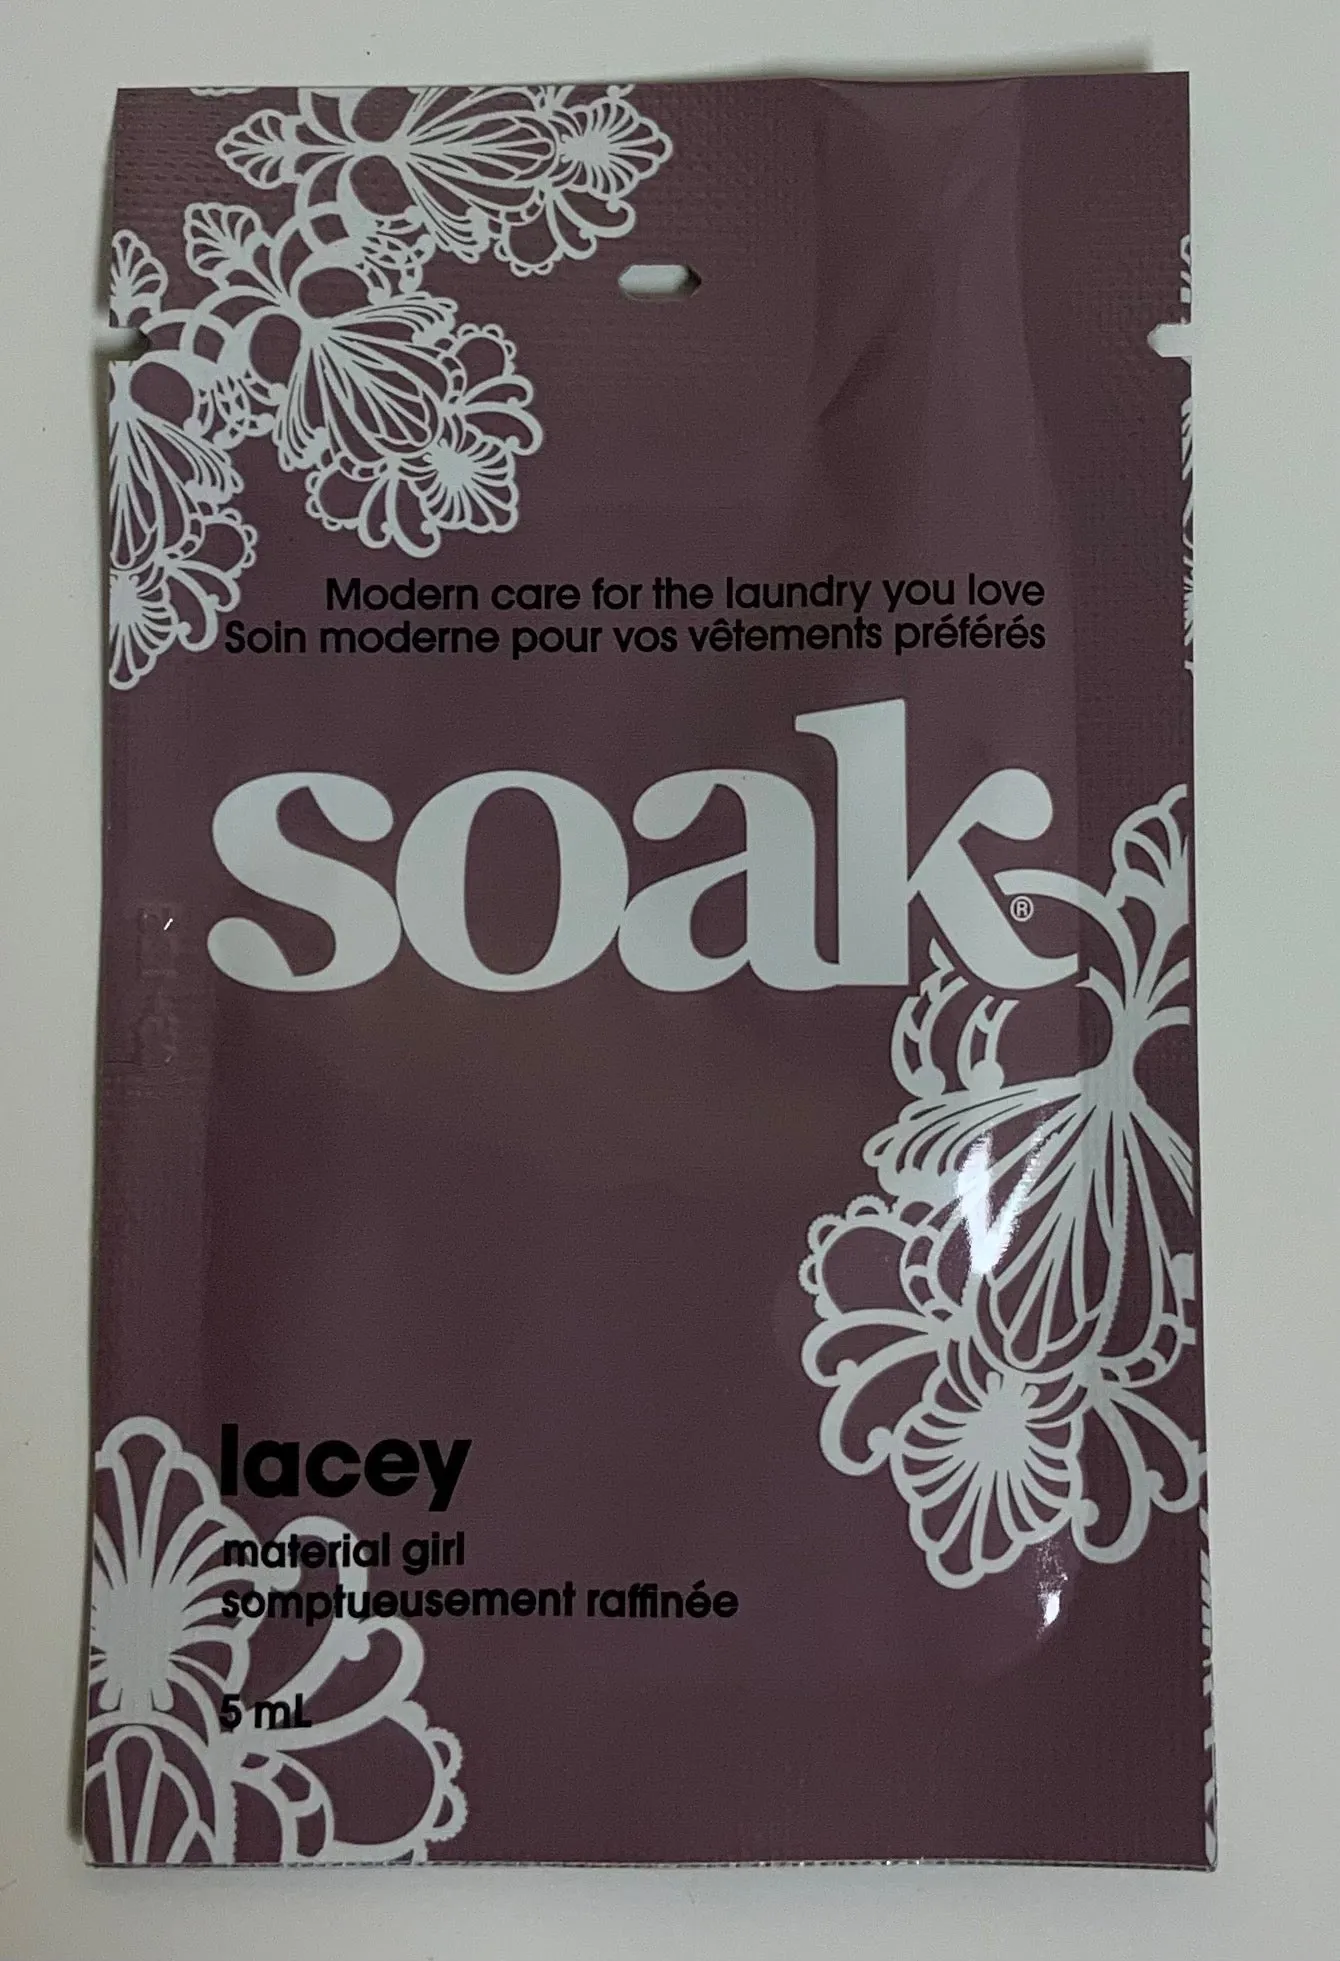 Modern care for the laundry you love
Soin moderne pour vos vêtements préférés
soak®
lacey
material girl
somptueusement raffinée
5 mL